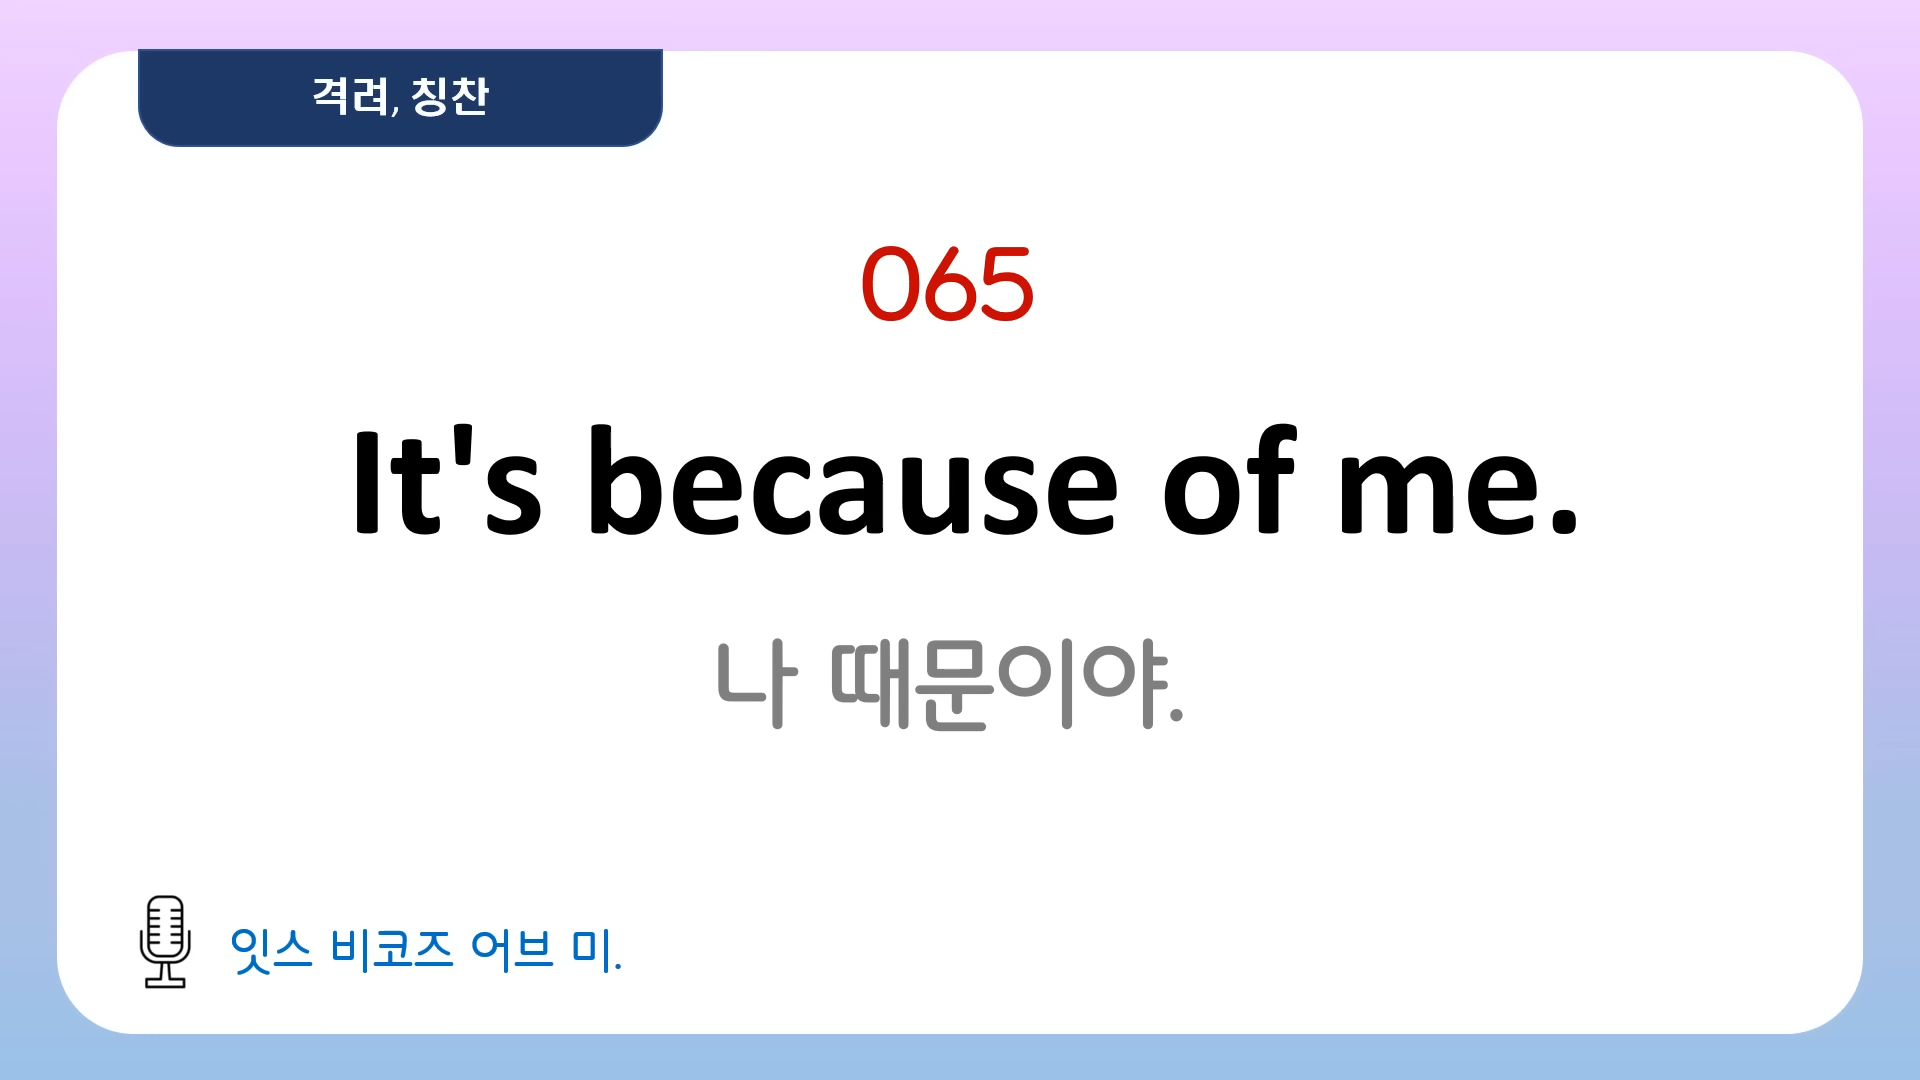 격려, 칭찬
065
It's because of me.
나 때문이야.
잇스 비코즈 어브 미.